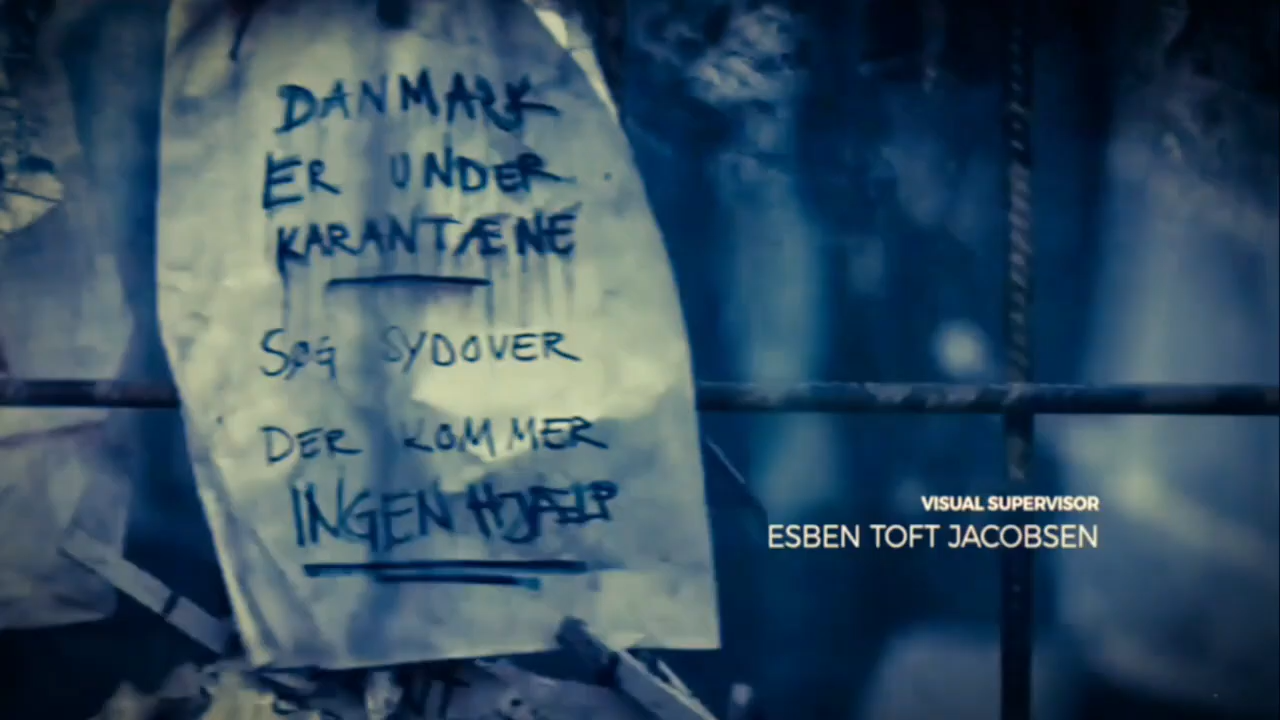 DANMARK
ER UNDER
KARANTÆNE
SØG SYDOVER
DER KOMMER
INGEN HJÆLP
VISUAL SUPERVISOR
ESBEN TOFT JACOBSEN